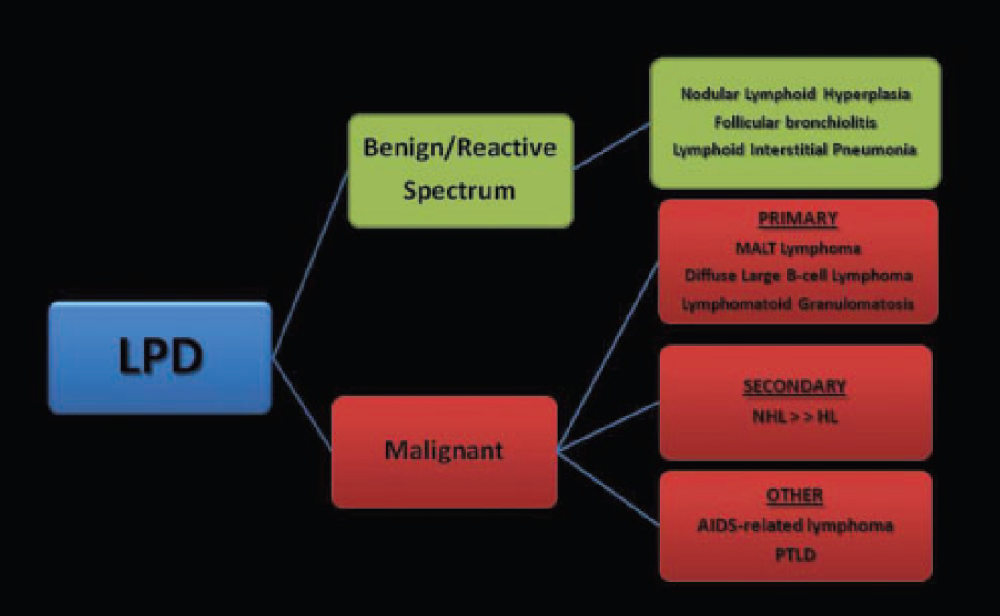 LPD
Benign/Reactive
Spectrum
Nodular Lymphoid Hyperplasia
Follicular bronchiolitis
Lymphoid Interstitial Pneumonia
Malignant
PRIMARY
MALT Lymphoma
Diffuse Large B-cell Lymphoma
Lymphomatoid Granulomatosis
SECONDARY
NHL > > HL
OTHER
AIDS-related lymphoma
PTLD